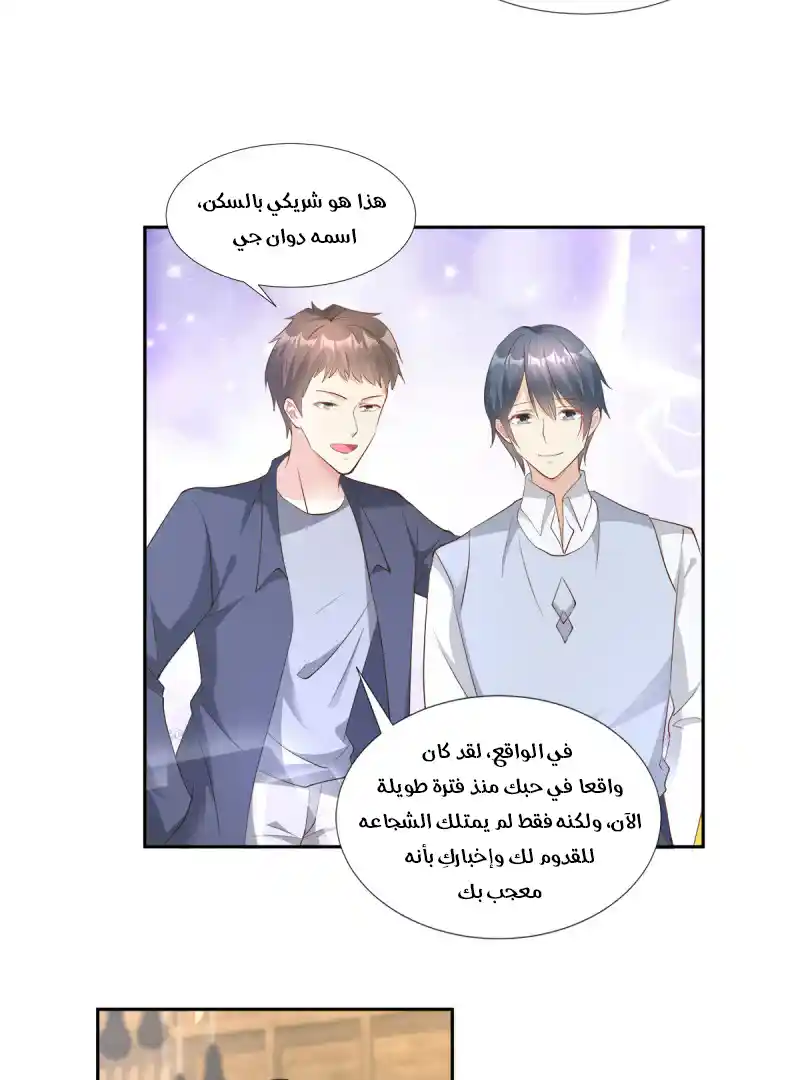 هذا هو شريكي بالسكن،
اسمه دوان جي
في الواقع، لقد كان
واقعا في حبك منذ فترة طويلة
الآن، ولكنه فقط لم يمتلك الشجاعه
للقدوم لك وإخباركِ بأنه
معجب بك